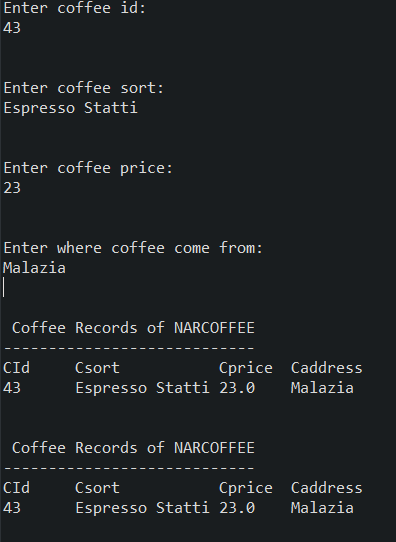 Enter coffee id:
43
Enter coffee sort:
Espresso Statti
Enter coffee price:
23
Enter where coffee come from:
Malazia
Coffee Records of NARCOFFEE
----------------------------
CId Csort Cprice Caddress
43 Espresso Statti 23.0 Malazia
Coffee Records of NARCOFFEE
----------------------------
CId Csort Cprice Caddress
43 Espresso Statti 23.0 Malazia